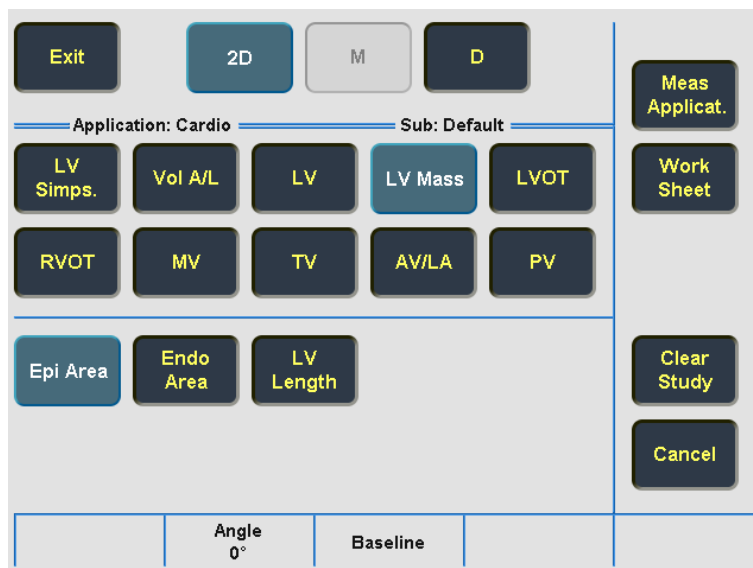 Exit
2D
M
D
Meas
Applicat.
Application: Cardio
Sub: Default
LV
Simps.
Vol A/L
LV
LV Mass
LVOT
Work
Sheet
RVOT
MV
TV
AV/LA
PV
Epi Area
Endo
Area
LV
Length
Clear
Study
Cancel
Angle
0°
Baseline